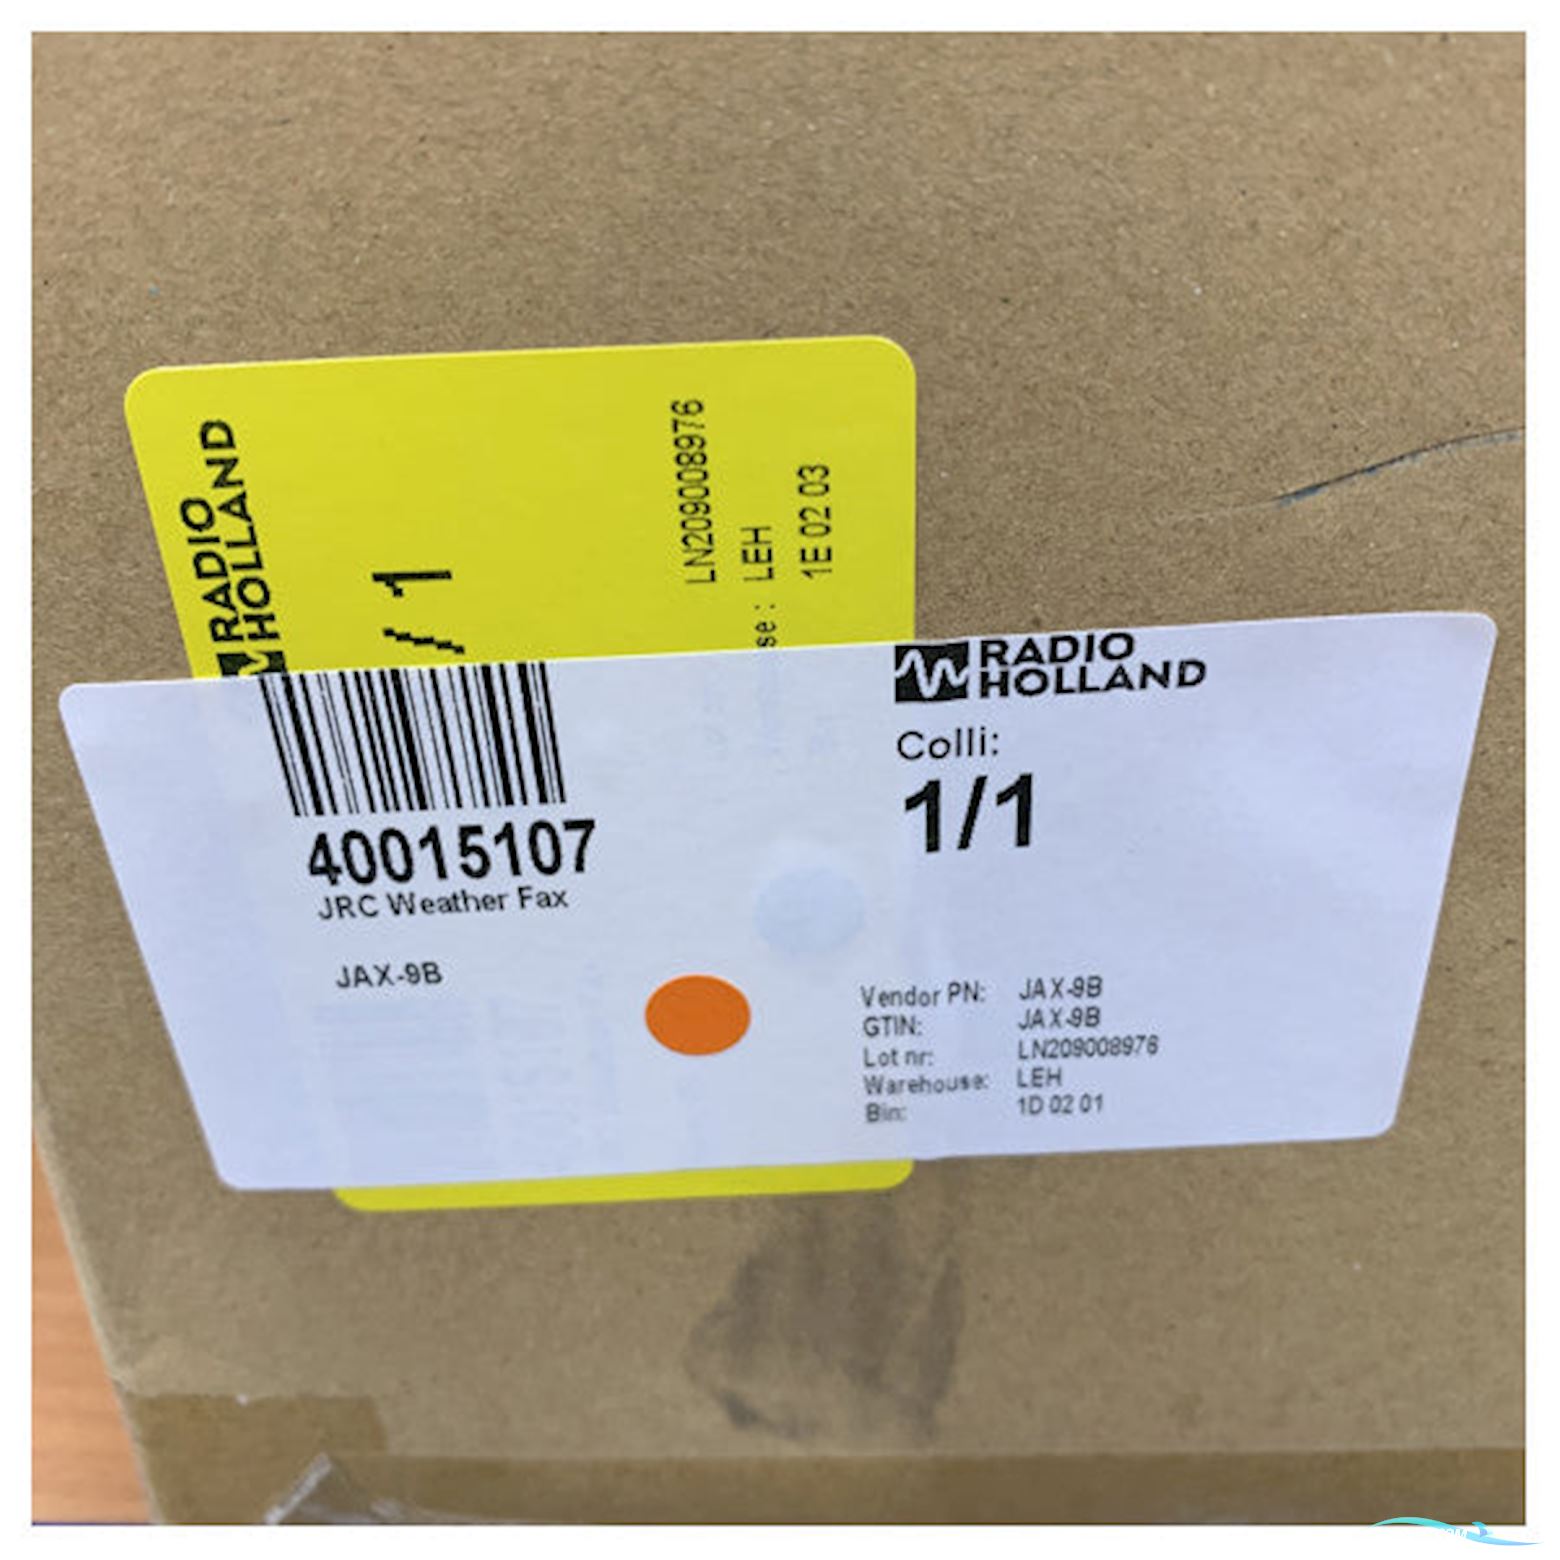 RADIO
HOLLAND
/ 1
LN209008976
se : LEH
1E 02 03
40015107
JRC Weather Fax
JAX-9B
RADIO
HOLLAND
Colli:
1/1
Vendor PN: JAX-9B
GTIN: JAX-9B
Lot nr: LN209008976
Warehouse: LEH
Bin: 1D 02 01